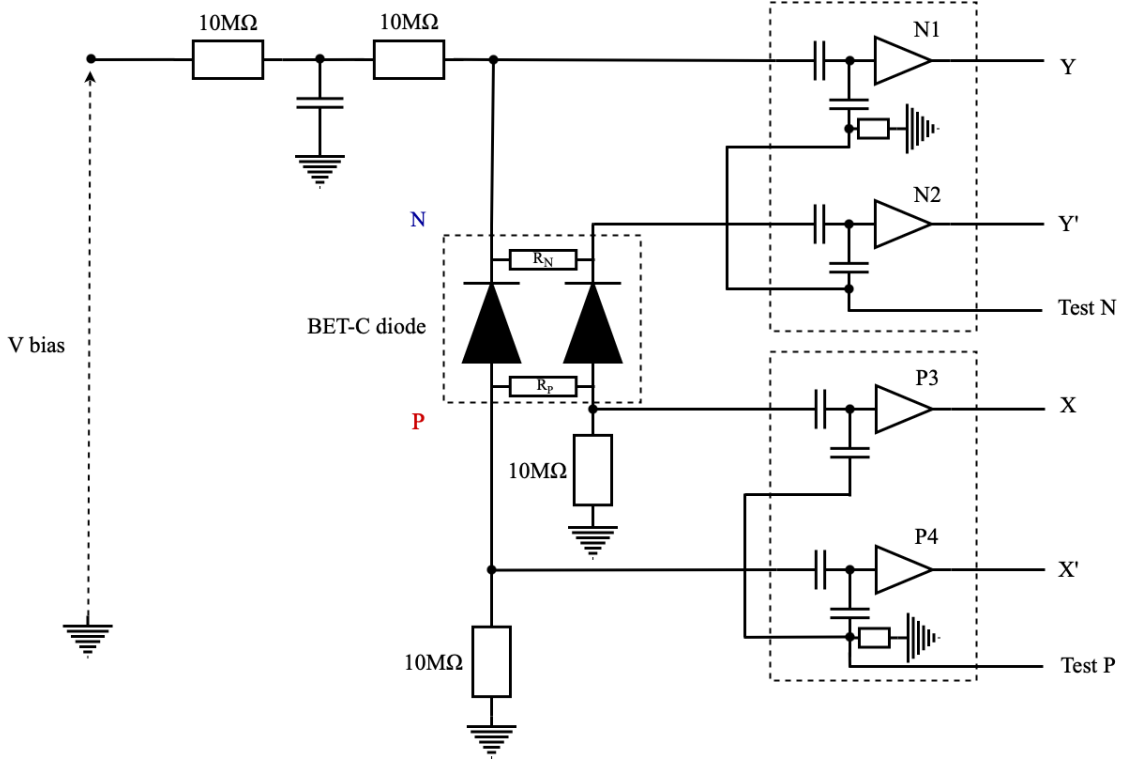 10MΩ
10MΩ
N1
Y
N2
N
Y'
R_N
Test N
BET-C diode
V bias
P3
R_P
X
P
10MΩ
P4
X'
10MΩ
Test P